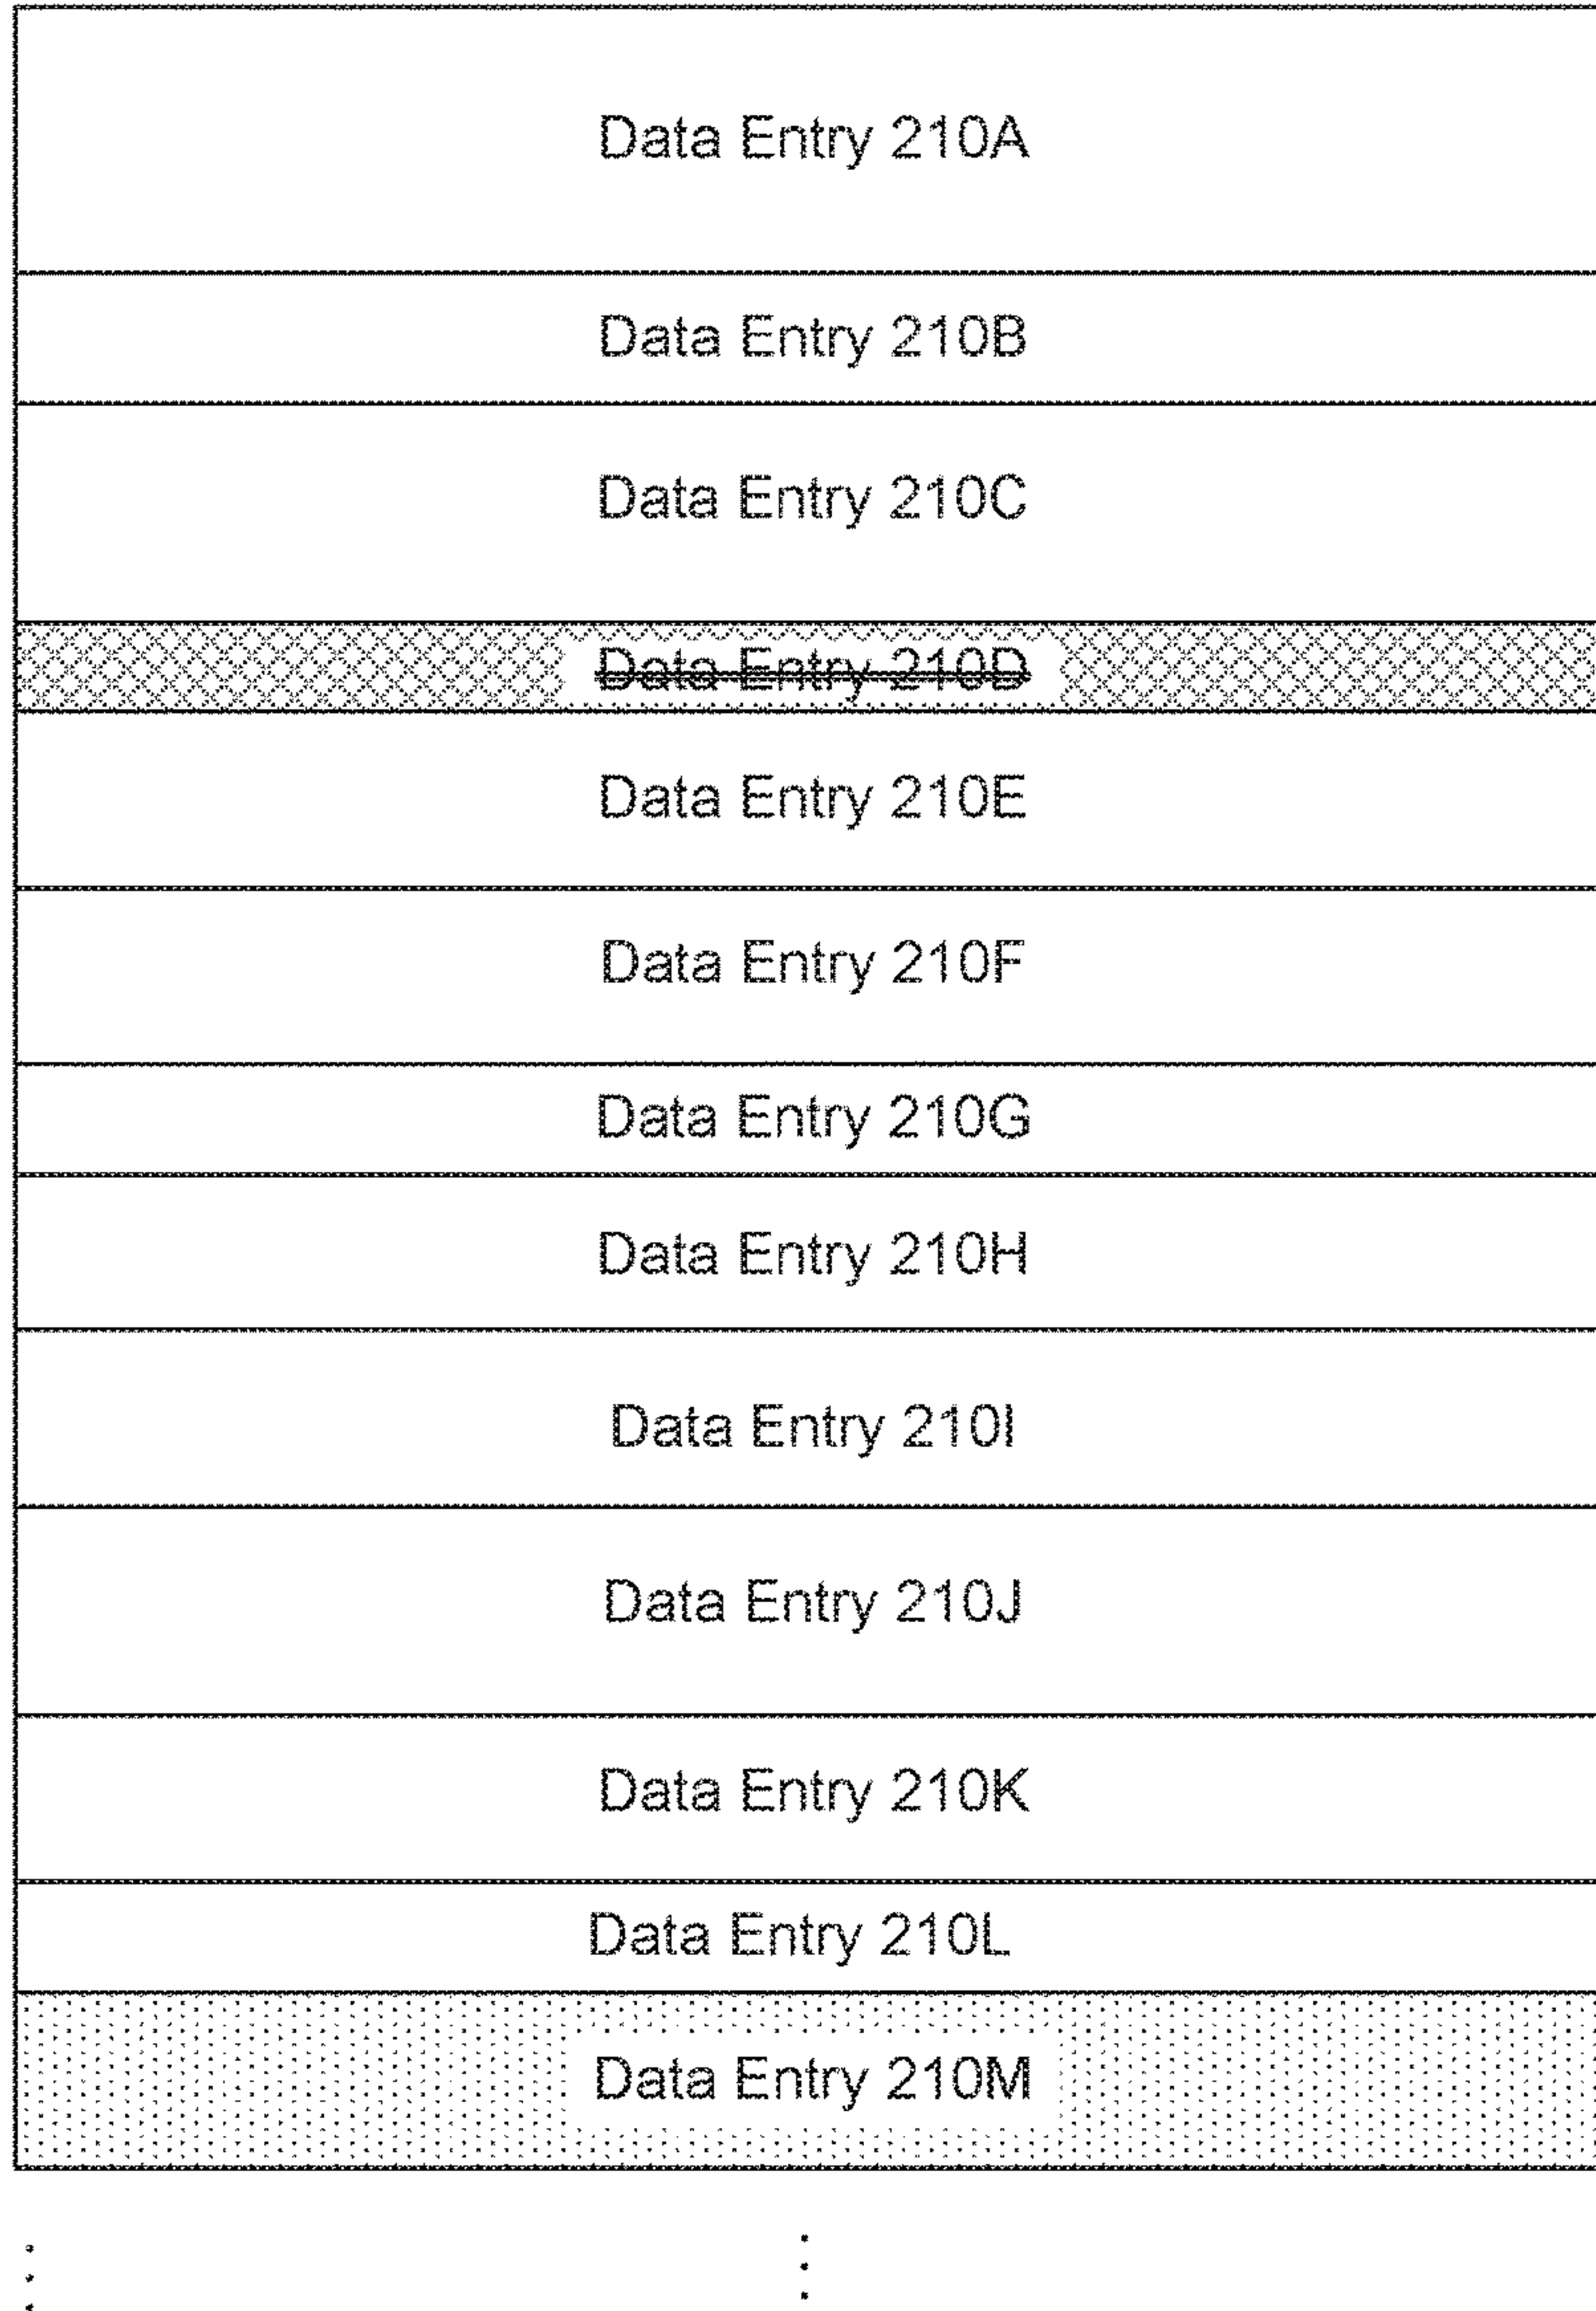 Data Entry 210A
Data Entry 210B
Data Entry 210C
Data Entry 210D
Data Entry 210E
Data Entry 210F
Data Entry 210G
Data Entry 210H
Data Entry 210I
Data Entry 210J
Data Entry 210K
Data Entry 210L
Data Entry 210M